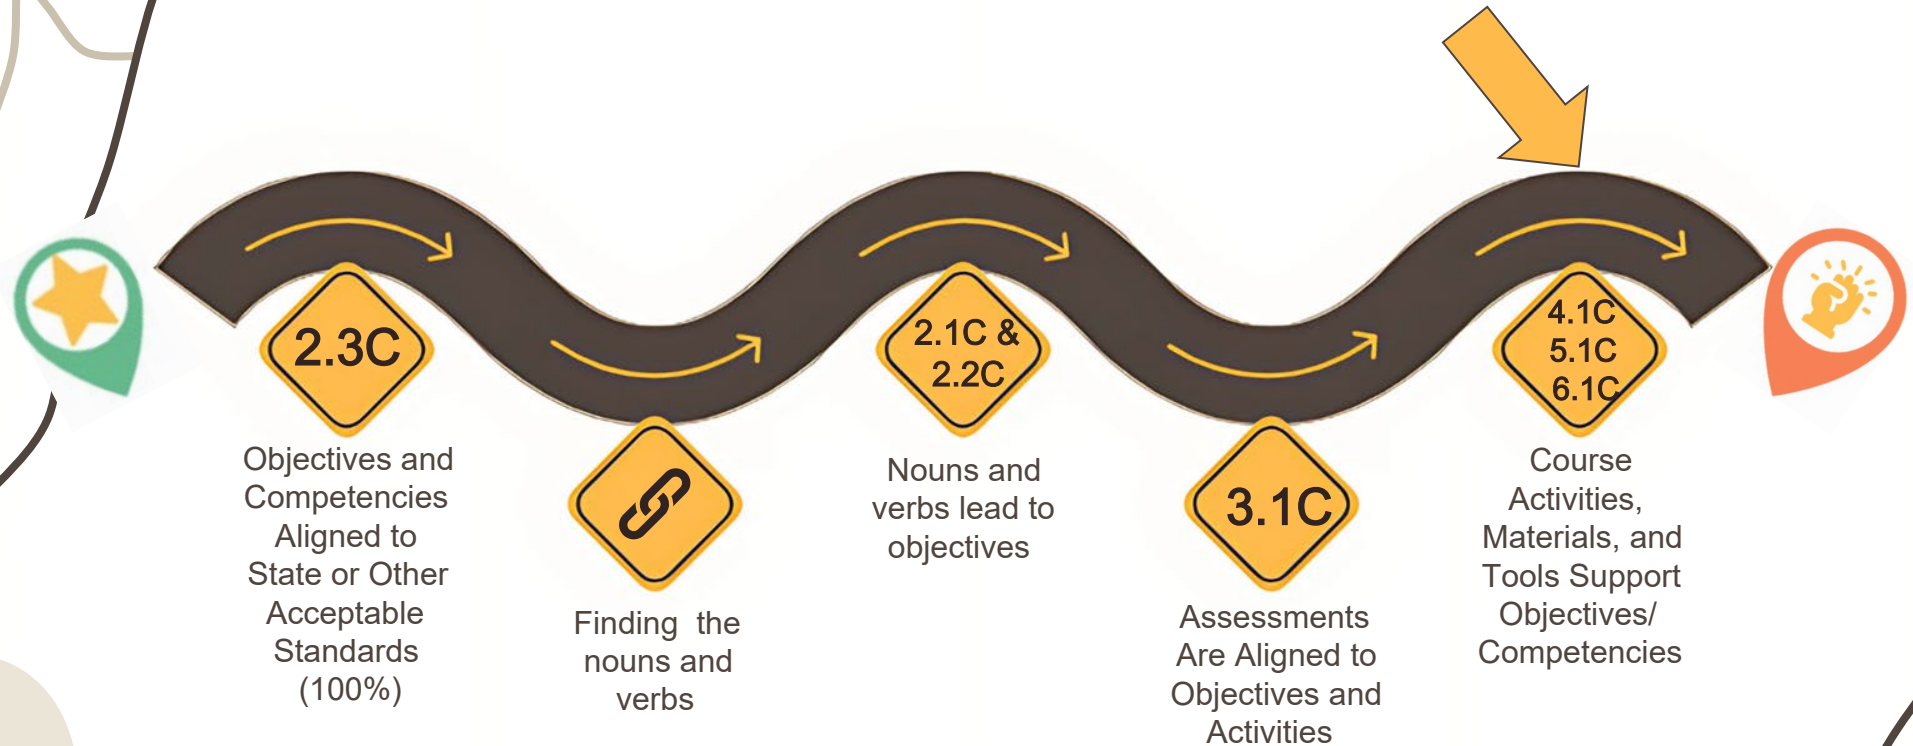 2.3C
Objectives and
Competencies
Aligned to
State or Other
Acceptable
Standards
(100%)
Finding the
nouns and
verbs
2.1C &
2.2C
Nouns and
verbs lead to
objectives
3.1C
Assessments
Are Aligned to
Objectives and
Activities
4.1C
5.1C
6.1C
Course
Activities,
Materials, and
Tools Support
Objectives/
Competencies